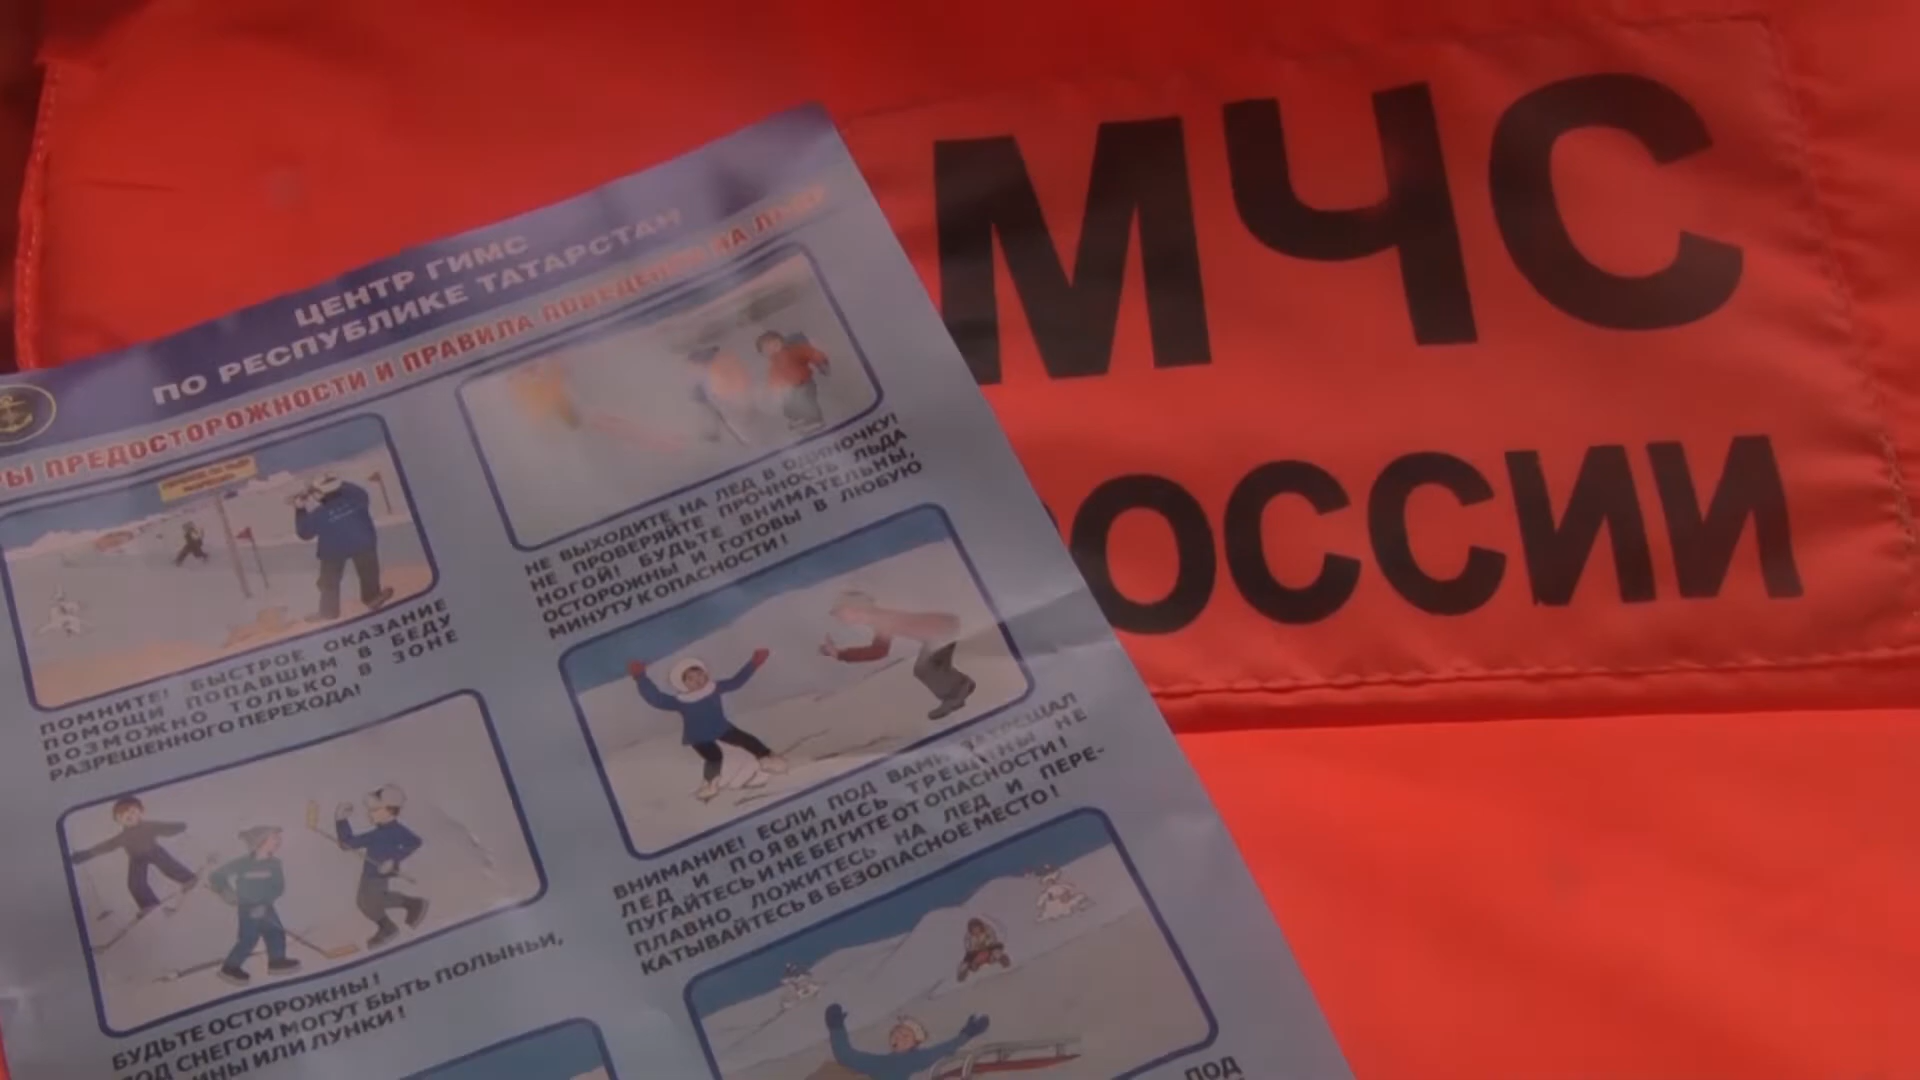 МЧС
РОССИИ
ЦЕНТР ГИМС
ПО РЕСПУБЛИКЕ ТАТАРСТАН
ПРЕДОСТОРОЖНОСТИ И ПРАВИЛА ПОВЕДЕНИЯ НА ЛЬДУ
ПОМНИТЕ! БЫСТРОЕ ОКАЗАНИЕ
ПОМОЩИ ПОПАВШИМ В БЕДУ
ВОЗМОЖНО ТОЛЬКО В ЗОНЕ
РАЗРЕШЕННОГО ПЕРЕХОДА!
НЕ ВЫХОДИТЕ НА ЛЕД В ОДИНОЧКУ!
НЕ ПРОВЕРЯЙТЕ ПРОЧНОСТЬ ЛЬДА
НОГОЙ! БУДЬТЕ ВНИМАТЕЛЬНЫ,
ОСТОРОЖНЫ И ГОТОВЫ В ЛЮБУЮ
МИНУТУ К ОПАСНОСТИ!
БУДЬТЕ ОСТОРОЖНЫ!
ПОД СНЕГОМ МОГУТ БЫТЬ ПОЛЫНЬИ,
ИЛИ ЛУНКИ!
ВНИМАНИЕ! ЕСЛИ ПОД ВАМИ ЗАТРЕЩАЛ
ЛЕД И ПОЯВИЛИСЬ ТРЕЩИНЫ НЕ
ПУГАЙТЕСЬ И НЕ БЕГИТЕ ОТ ОПАСНОСТИ!
ПЛАВНО ЛОЖИТЕСЬ НА ЛЕД И ПЕРЕ-
КАТЫВАЙТЕСЬ В БЕЗОПАСНОЕ МЕСТО!
ПОД